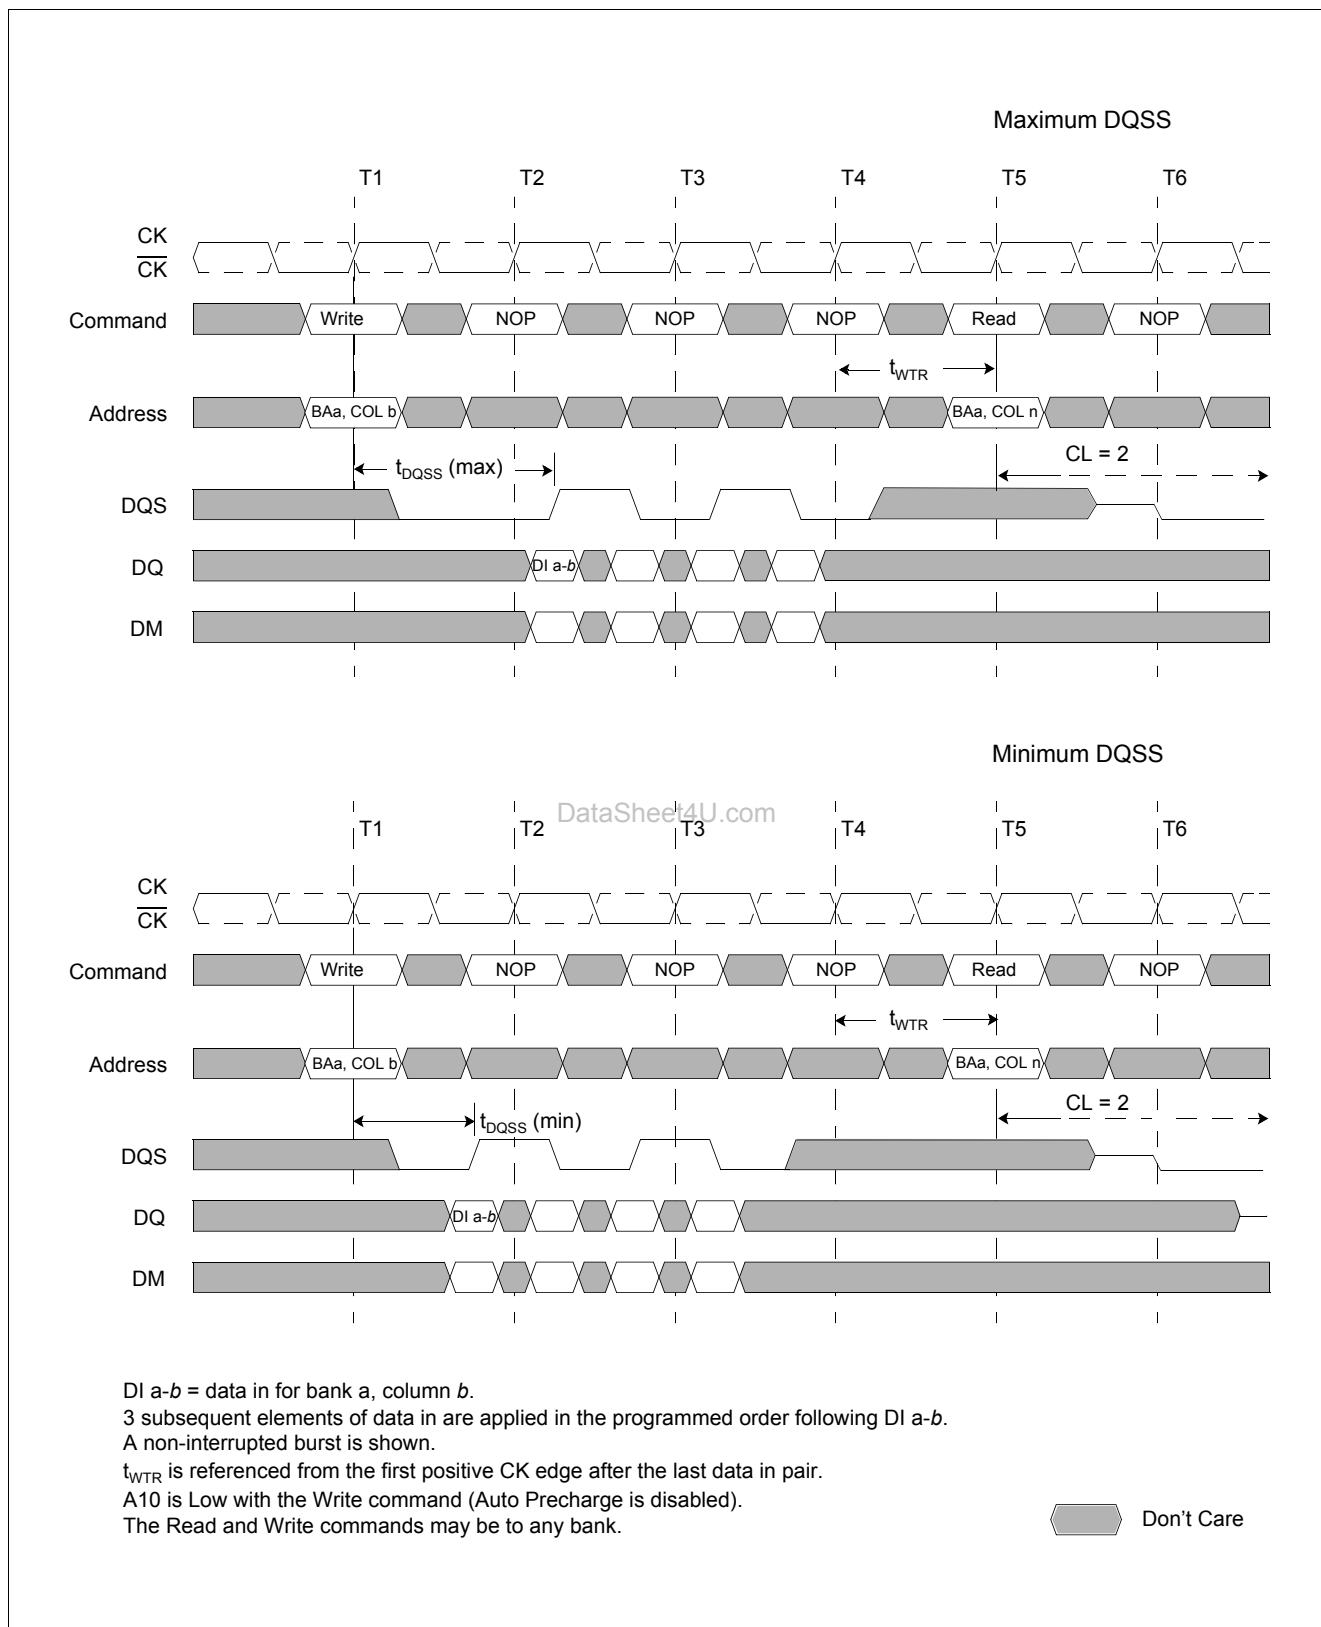 Maximum DQSS
T1 T2 T3 T4 T5 T6
CK
CK
Command Write NOP NOP NOP Read NOP
tWTR
Address BAa, COL b BAa, COL n
tDQSS (max) CL = 2
DQS
DQ DI a-b
DM
Minimum DQSS
DataSheet4U.com
T1 T2 T3 T4 T5 T6
CK
CK
Command Write NOP NOP NOP Read NOP
tWTR
Address BAa, COL b BAa, COL n
tDQSS (min) CL = 2
DQS
DQ DI a-b
DM
DI a-b = data in for bank a, column b.
3 subsequent elements of data in are applied in the programmed order following DI a-b.
A non-interrupted burst is shown.
tWTR is referenced from the first positive CK edge after the last data in pair.
A10 is Low with the Write command (Auto Precharge is disabled).
The Read and Write commands may be to any bank.
Don't Care